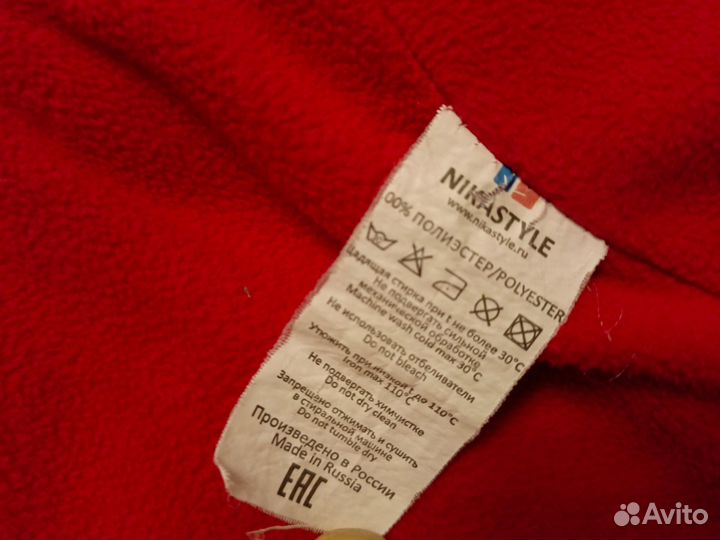 NIKASTYLE
www.nikastyle.ru
00% ПОЛИЭСТЕР/POLYESTER
Щадящая стирка при t не более 30°C
Не подвергать сильной
механической обработке
Machine wash cold max 30°C
Не использовать отбеливатели
Do not bleach
Утюжить при низкой t до 110°C
Iron max 110°C
Не подвергать химчистке
Do not dry clean
Запрещено отжимать и сушить
в стиральной машине
Do not tumble dry
Произведено в России
Made in Russia
EAC
Avito